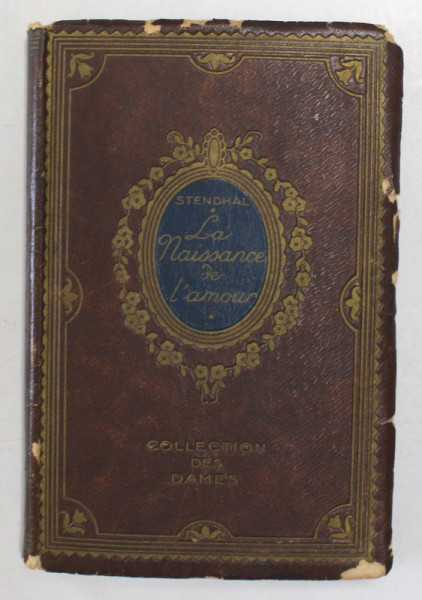 STENDHAL
La
Naissance
de
l'amour
COLLECTION
DES
DAMES